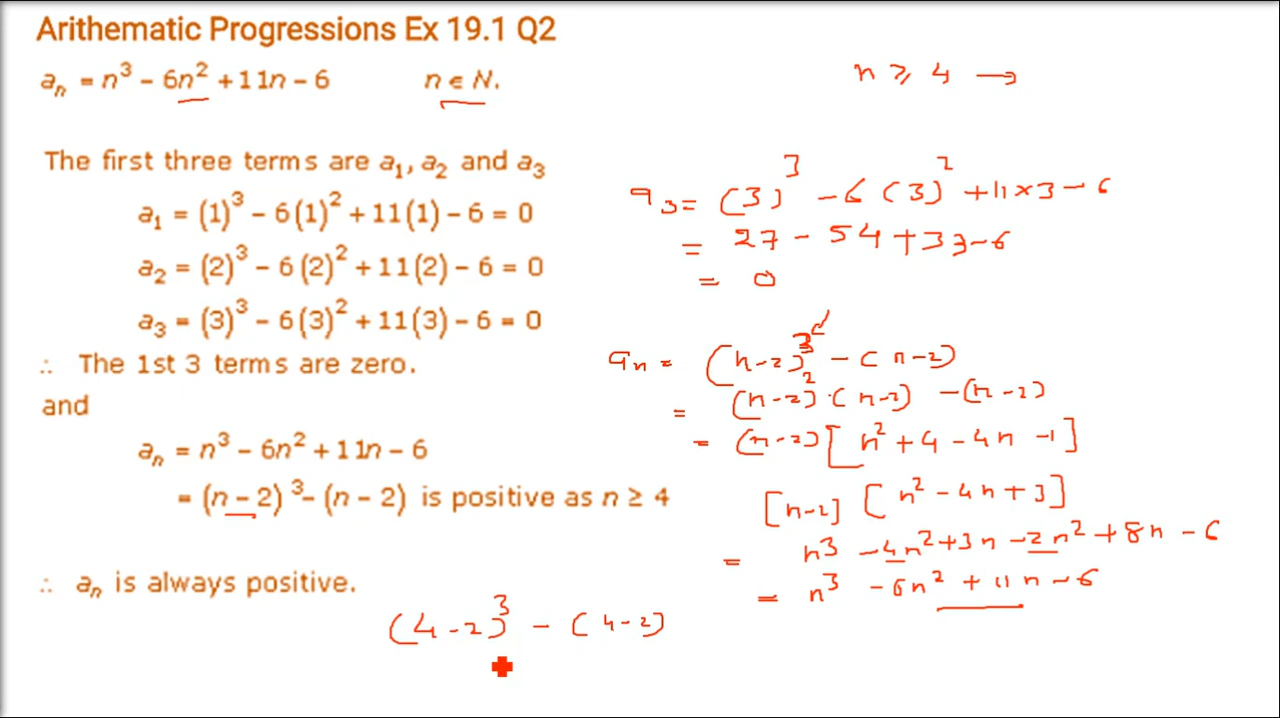 Arithematic Progressions Ex 19.1 Q2
aₙ = n³ − 6n² + 11n − 6 n ∈ N.
n ≥ 4 →
The first three terms are a₁, a₂ and a₃
a₁ = (1)³ − 6(1)² + 11(1) − 6 = 0
a₂ = (2)³ − 6(2)² + 11(2) − 6 = 0
a₃ = (3)³ − 6(3)² + 11(3) − 6 = 0
∴ The 1st 3 terms are zero.
and
aₙ = n³ − 6n² + 11n − 6
= (n − 2)³ − (n − 2) is positive as n ≥ 4
∴ aₙ is always positive.
(4 - 2)³ - (4 - 2)
a₃ = (3)³ - 6(3)² + 11×3 - 6
= 27 - 54 + 33 - 6
= 0
aₙ = (n-2)³ - (n-2)
= (n-2)² · (n-2) - (n-2)
= (n-2) [n² + 4 - 4n - 1]
[n-2] [n² - 4n + 3]
= n³ - 4n² + 3n - 2n² + 8n - 6
= n³ - 6n² + 11n - 6